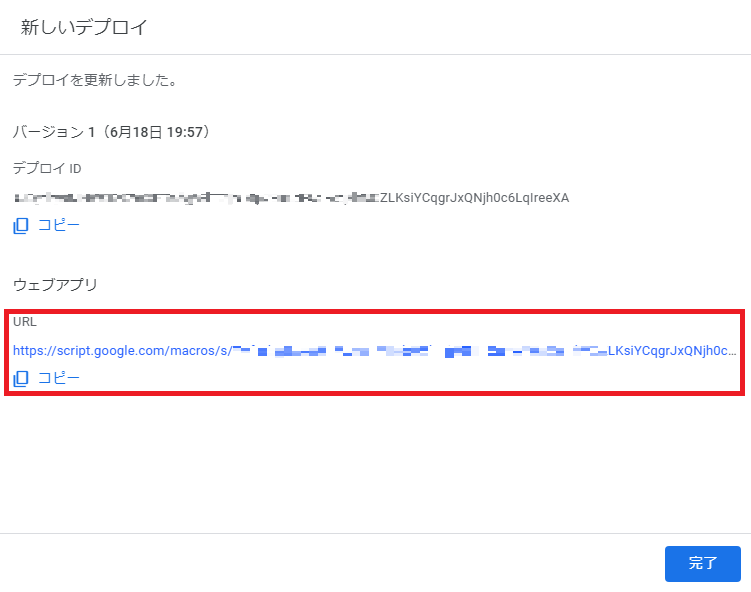 新しいデプロイ
デプロイを更新しました。
バージョン 1（6月18日 19:57）
デプロイ ID
ZLKsiYCqgrJxQNjh0c6LqIreeXA
コピー
ウェブアプリ
URL
https://script.google.com/macros/s/ LKsiYCqgrJxQNjh0c...
コピー
完了